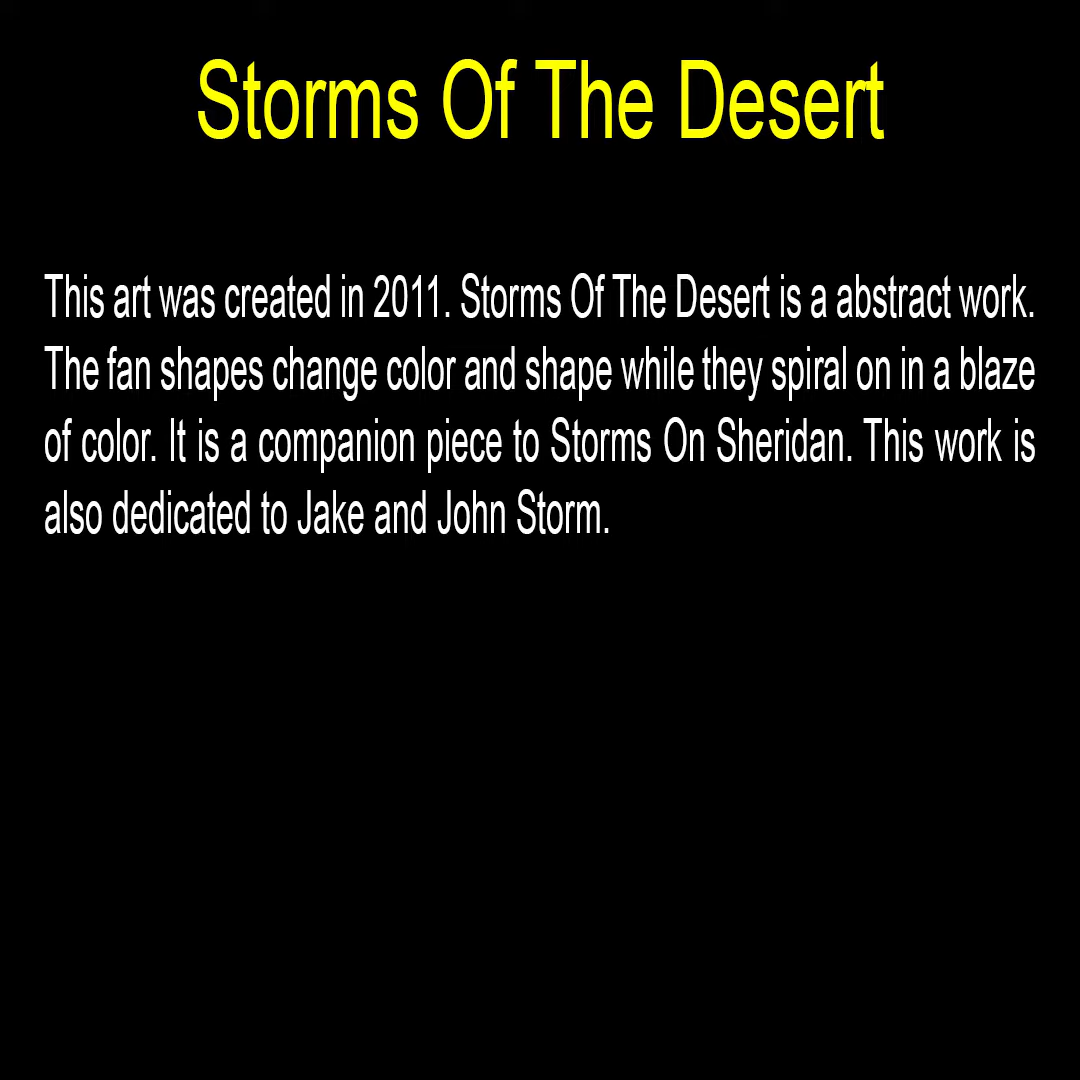 Storms Of The Desert
This art was created in 2011. Storms Of The Desert is a abstract work.
The fan shapes change color and shape while they spiral on in a blaze
of color. It is a companion piece to Storms On Sheridan. This work is
also dedicated to Jake and John Storm.